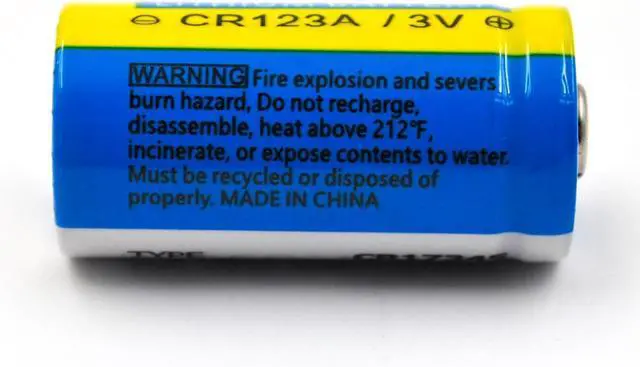 ⊖ CR123A / 3V ⊕
WARNING Fire explosion and severs
burn hazard, Do not recharge,
disassemble, heat above 212°F,
incinerate, or expose contents to water.
Must be recycled or disposed of
properly. MADE IN CHINA
TYPE